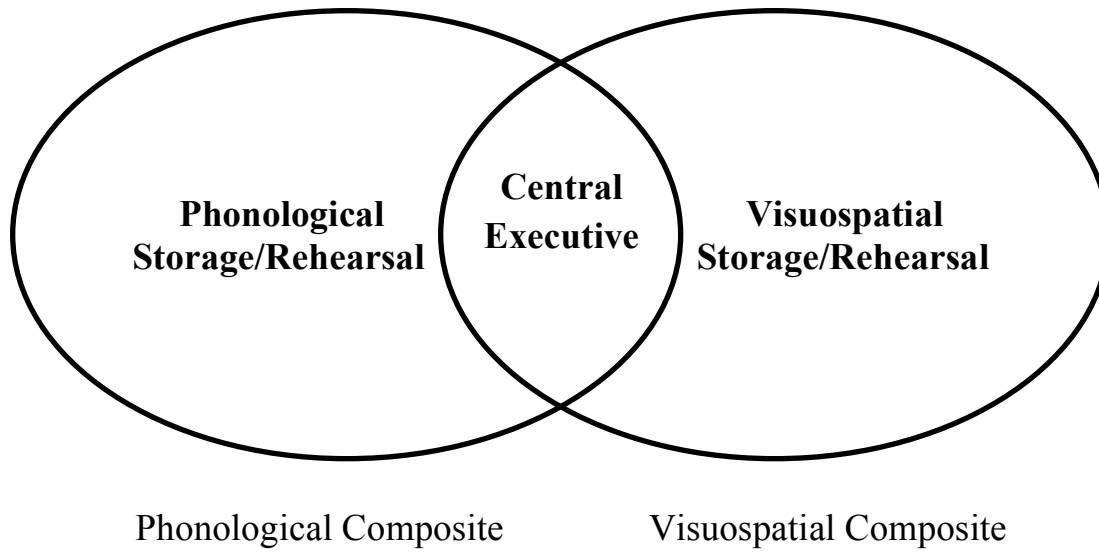 Phonological
Storage/Rehearsal
Central
Executive
Visuospatial
Storage/Rehearsal
Phonological Composite
Visuospatial Composite